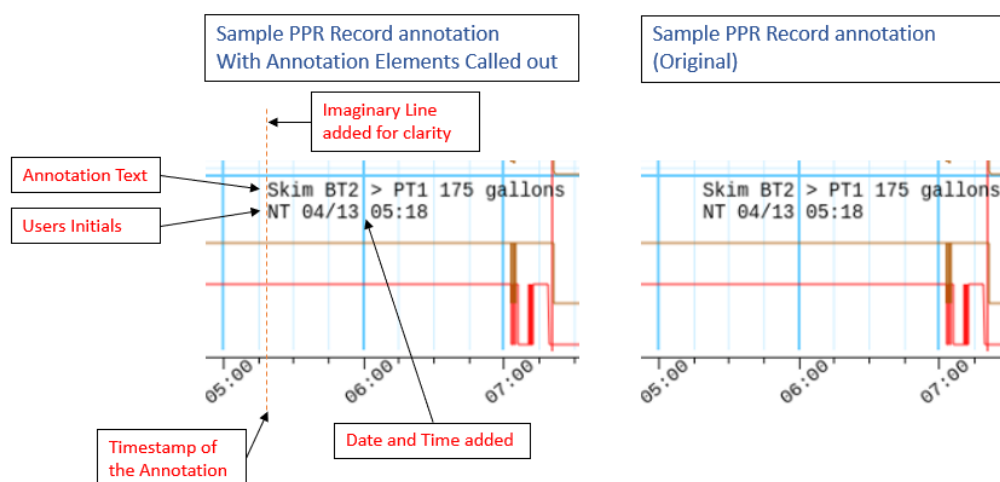 Sample PPR Record annotation
With Annotation Elements Called out
Sample PPR Record annotation
(Original)
Imaginary Line
added for clarity
Annotation Text
Users Initials
Skim BT2 > PT1 175 gallons
NT 04/13 05:18
Skim BT2 > PT1 175 gallons
NT 04/13 05:18
05:00
06:00
07:00
05:00
06:00
07:00
Timestamp of
the Annotation
Date and Time added